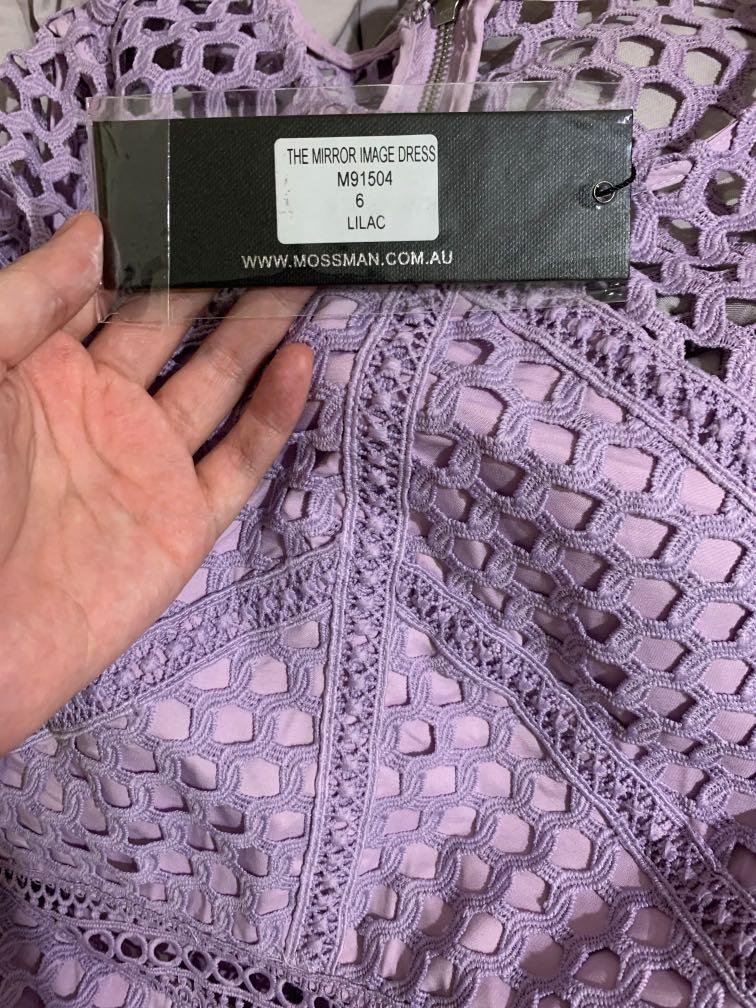 THE MIRROR IMAGE DRESS
M91504
6
LILAC
WWW.MOSSMAN.COM.AU